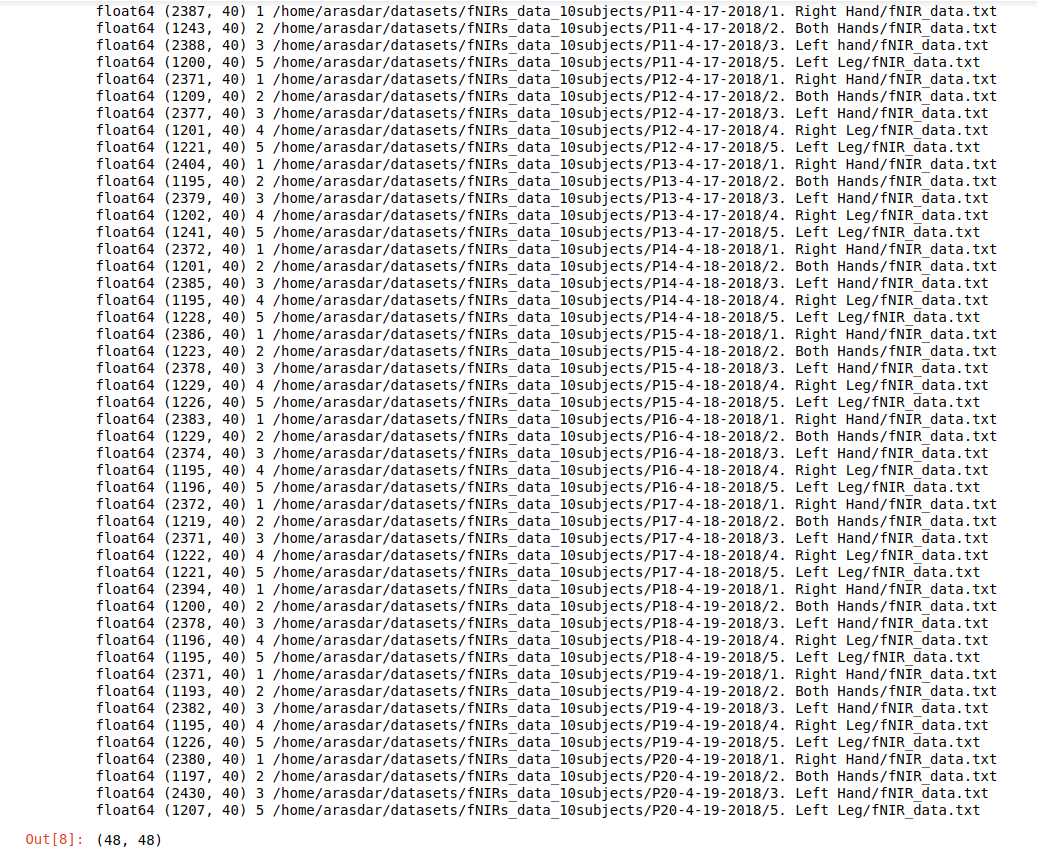 float64 (2387, 40) 1 /home/arasdar/datasets/fNIRs_data_10subjects/P11-4-17-2018/1. Right Hand/fNIR_data.txt
float64 (1243, 40) 2 /home/arasdar/datasets/fNIRs_data_10subjects/P11-4-17-2018/2. Both Hands/fNIR_data.txt
float64 (2388, 40) 3 /home/arasdar/datasets/fNIRs_data_10subjects/P11-4-17-2018/3. Left hand/fNIR_data.txt
float64 (1200, 40) 5 /home/arasdar/datasets/fNIRs_data_10subjects/P11-4-17-2018/5. Left Leg/fNIR_data.txt
float64 (2371, 40) 1 /home/arasdar/datasets/fNIRs_data_10subjects/P12-4-17-2018/1. Right Hand/fNIR_data.txt
float64 (1209, 40) 2 /home/arasdar/datasets/fNIRs_data_10subjects/P12-4-17-2018/2. Both Hands/fNIR_data.txt
float64 (2377, 40) 3 /home/arasdar/datasets/fNIRs_data_10subjects/P12-4-17-2018/3. Left Hand/fNIR_data.txt
float64 (1201, 40) 4 /home/arasdar/datasets/fNIRs_data_10subjects/P12-4-17-2018/4. Right Leg/fNIR_data.txt
float64 (1221, 40) 5 /home/arasdar/datasets/fNIRs_data_10subjects/P12-4-17-2018/5. Left Leg/fNIR_data.txt
float64 (2404, 40) 1 /home/arasdar/datasets/fNIRs_data_10subjects/P13-4-17-2018/1. Right Hand/fNIR_data.txt
float64 (1195, 40) 2 /home/arasdar/datasets/fNIRs_data_10subjects/P13-4-17-2018/2. Both Hands/fNIR_data.txt
float64 (2379, 40) 3 /home/arasdar/datasets/fNIRs_data_10subjects/P13-4-17-2018/3. Left Hand/fNIR_data.txt
float64 (1202, 40) 4 /home/arasdar/datasets/fNIRs_data_10subjects/P13-4-17-2018/4. Right Leg/fNIR_data.txt
float64 (1241, 40) 5 /home/arasdar/datasets/fNIRs_data_10subjects/P13-4-17-2018/5. Left Leg/fNIR_data.txt
float64 (2372, 40) 1 /home/arasdar/datasets/fNIRs_data_10subjects/P14-4-18-2018/1. Right Hand/fNIR_data.txt
float64 (1201, 40) 2 /home/arasdar/datasets/fNIRs_data_10subjects/P14-4-18-2018/2. Both Hands/fNIR_data.txt
float64 (2385, 40) 3 /home/arasdar/datasets/fNIRs_data_10subjects/P14-4-18-2018/3. Left Hand/fNIR_data.txt
float64 (1195, 40) 4 /home/arasdar/datasets/fNIRs_data_10subjects/P14-4-18-2018/4. Right Leg/fNIR_data.txt
float64 (1228, 40) 5 /home/arasdar/datasets/fNIRs_data_10subjects/P14-4-18-2018/5. Left Leg/fNIR_data.txt
float64 (2386, 40) 1 /home/arasdar/datasets/fNIRs_data_10subjects/P15-4-18-2018/1. Right Hand/fNIR_data.txt
float64 (1223, 40) 2 /home/arasdar/datasets/fNIRs_data_10subjects/P15-4-18-2018/2. Both Hands/fNIR_data.txt
float64 (2378, 40) 3 /home/arasdar/datasets/fNIRs_data_10subjects/P15-4-18-2018/3. Left Hand/fNIR_data.txt
float64 (1229, 40) 4 /home/arasdar/datasets/fNIRs_data_10subjects/P15-4-18-2018/4. Right Leg/fNIR_data.txt
float64 (1226, 40) 5 /home/arasdar/datasets/fNIRs_data_10subjects/P15-4-18-2018/5. Left Leg/fNIR_data.txt
float64 (2383, 40) 1 /home/arasdar/datasets/fNIRs_data_10subjects/P16-4-18-2018/1. Right Hand/fNIR_data.txt
float64 (1229, 40) 2 /home/arasdar/datasets/fNIRs_data_10subjects/P16-4-18-2018/2. Both Hands/fNIR_data.txt
float64 (2374, 40) 3 /home/arasdar/datasets/fNIRs_data_10subjects/P16-4-18-2018/3. Left Hand/fNIR_data.txt
float64 (1195, 40) 4 /home/arasdar/datasets/fNIRs_data_10subjects/P16-4-18-2018/4. Right Leg/fNIR_data.txt
float64 (1196, 40) 5 /home/arasdar/datasets/fNIRs_data_10subjects/P16-4-18-2018/5. Left Leg/fNIR_data.txt
float64 (2372, 40) 1 /home/arasdar/datasets/fNIRs_data_10subjects/P17-4-18-2018/1. Right Hand/fNIR_data.txt
float64 (1219, 40) 2 /home/arasdar/datasets/fNIRs_data_10subjects/P17-4-18-2018/2. Both Hands/fNIR_data.txt
float64 (2371, 40) 3 /home/arasdar/datasets/fNIRs_data_10subjects/P17-4-18-2018/3. Left Hand/fNIR_data.txt
float64 (1222, 40) 4 /home/arasdar/datasets/fNIRs_data_10subjects/P17-4-18-2018/4. Right Leg/fNIR_data.txt
float64 (1221, 40) 5 /home/arasdar/datasets/fNIRs_data_10subjects/P17-4-18-2018/5. Left Leg/fNIR_data.txt
float64 (2394, 40) 1 /home/arasdar/datasets/fNIRs_data_10subjects/P18-4-19-2018/1. Right Hand/fNIR_data.txt
float64 (1200, 40) 2 /home/arasdar/datasets/fNIRs_data_10subjects/P18-4-19-2018/2. Both Hands/fNIR_data.txt
float64 (2378, 40) 3 /home/arasdar/datasets/fNIRs_data_10subjects/P18-4-19-2018/3. Left Hand/fNIR_data.txt
float64 (1196, 40) 4 /home/arasdar/datasets/fNIRs_data_10subjects/P18-4-19-2018/4. Right Leg/fNIR_data.txt
float64 (1195, 40) 5 /home/arasdar/datasets/fNIRs_data_10subjects/P18-4-19-2018/5. Left Leg/fNIR_data.txt
float64 (2371, 40) 1 /home/arasdar/datasets/fNIRs_data_10subjects/P19-4-19-2018/1. Right Hand/fNIR_data.txt
float64 (1193, 40) 2 /home/arasdar/datasets/fNIRs_data_10subjects/P19-4-19-2018/2. Both Hands/fNIR_data.txt
float64 (2382, 40) 3 /home/arasdar/datasets/fNIRs_data_10subjects/P19-4-19-2018/3. Left Hand/fNIR_data.txt
float64 (1195, 40) 4 /home/arasdar/datasets/fNIRs_data_10subjects/P19-4-19-2018/4. Right Leg/fNIR_data.txt
float64 (1226, 40) 5 /home/arasdar/datasets/fNIRs_data_10subjects/P19-4-19-2018/5. Left Leg/fNIR_data.txt
float64 (2380, 40) 1 /home/arasdar/datasets/fNIRs_data_10subjects/P20-4-19-2018/1. Right Hand/fNIR_data.txt
float64 (1197, 40) 2 /home/arasdar/datasets/fNIRs_data_10subjects/P20-4-19-2018/2. Both Hands/fNIR_data.txt
float64 (2430, 40) 3 /home/arasdar/datasets/fNIRs_data_10subjects/P20-4-19-2018/3. Left Hand/fNIR_data.txt
float64 (1207, 40) 5 /home/arasdar/datasets/fNIRs_data_10subjects/P20-4-19-2018/5. Left Leg/fNIR_data.txt
Out[8]: (48, 48)